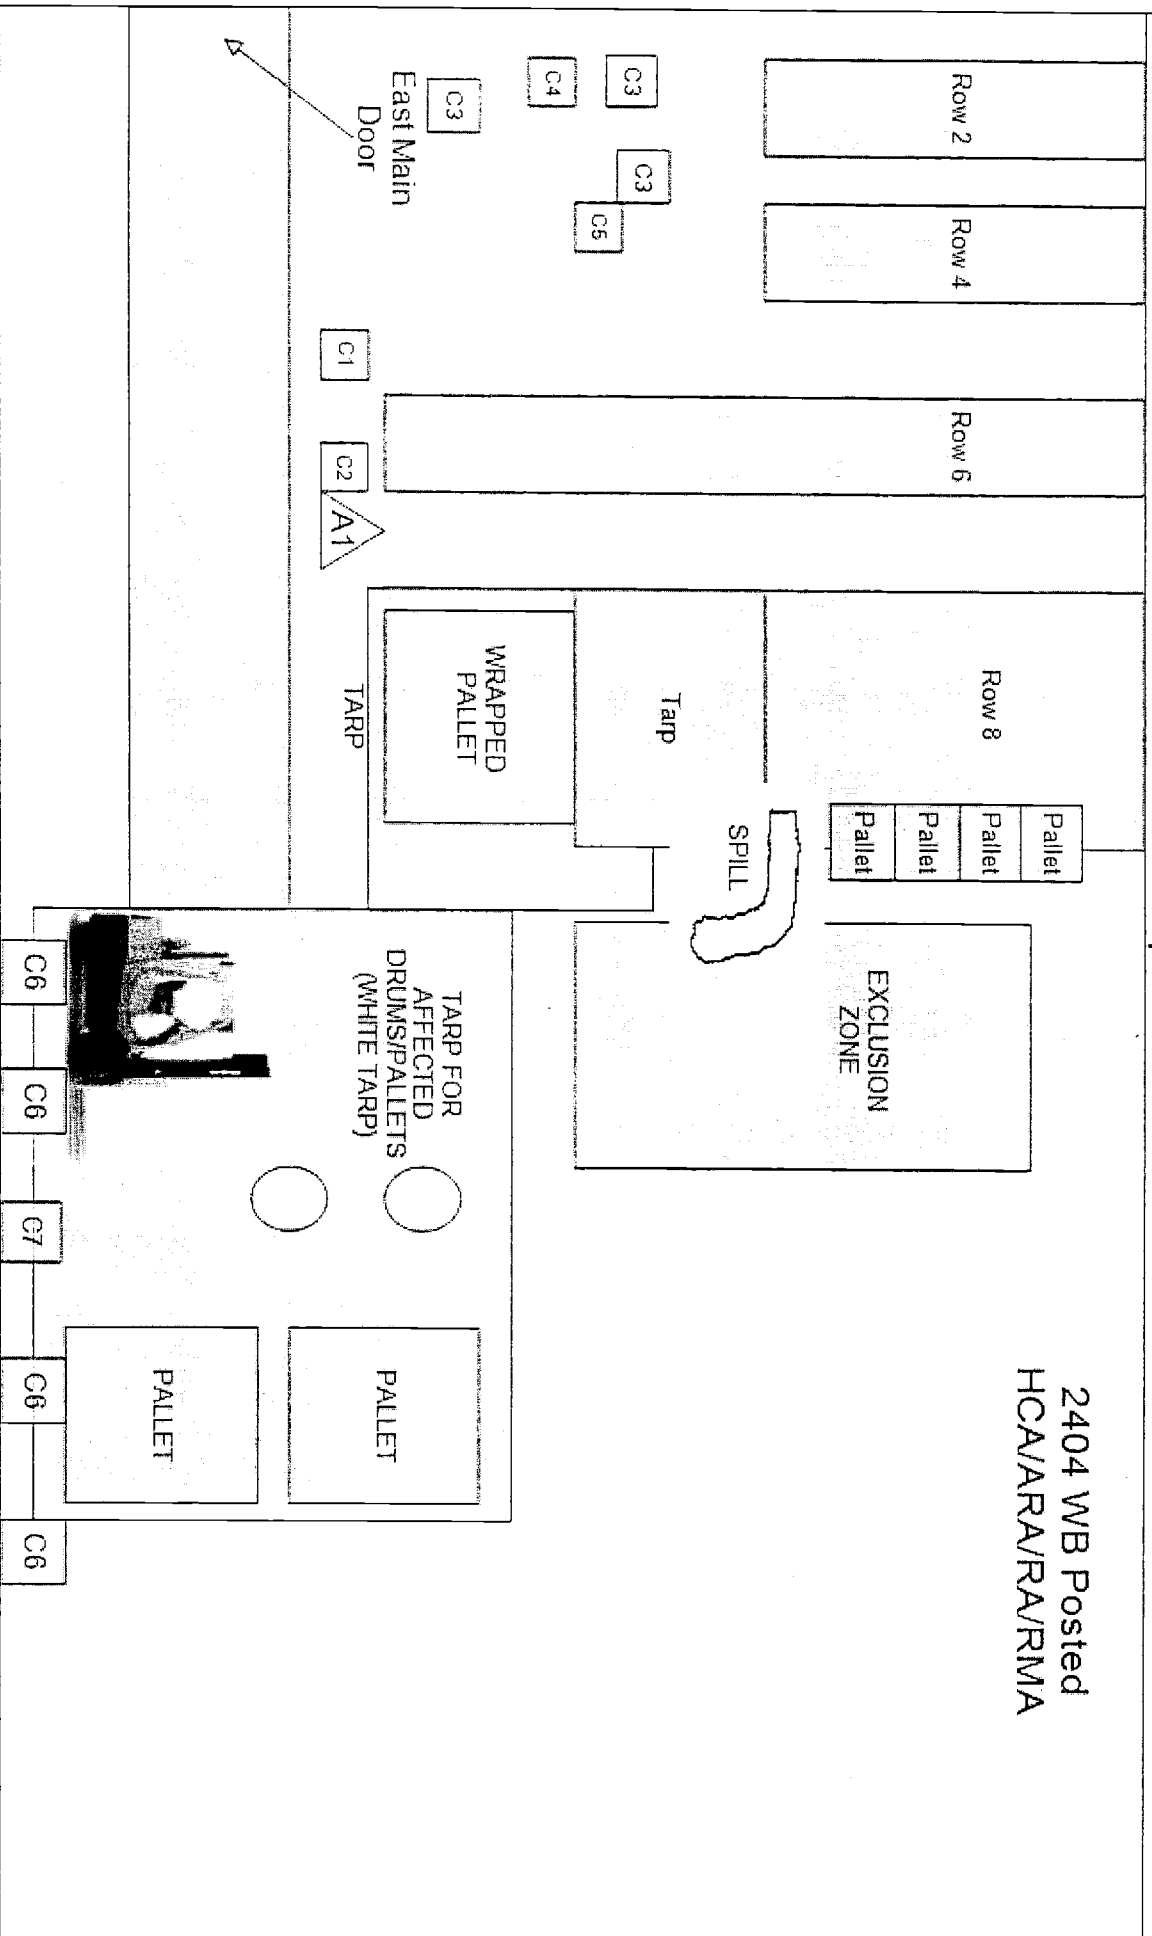 2404 WB Posted
HCA/ARA/RA/RMA
Row 2
Row 4
Row 6
Row 8
Pallet
Pallet
Pallet
Pallet
EXCLUSION
ZONE
SPILL
Tarp
WRAPPED
PALLET
TARP
C3
C4
C3
C3
C5
East Main
Door
C1
C2
A1
TARP FOR
AFFECTED
DRUMS/PALLETS
(WHITE TARP)
PALLET
PALLET
C6
C6
C7
C6
C6